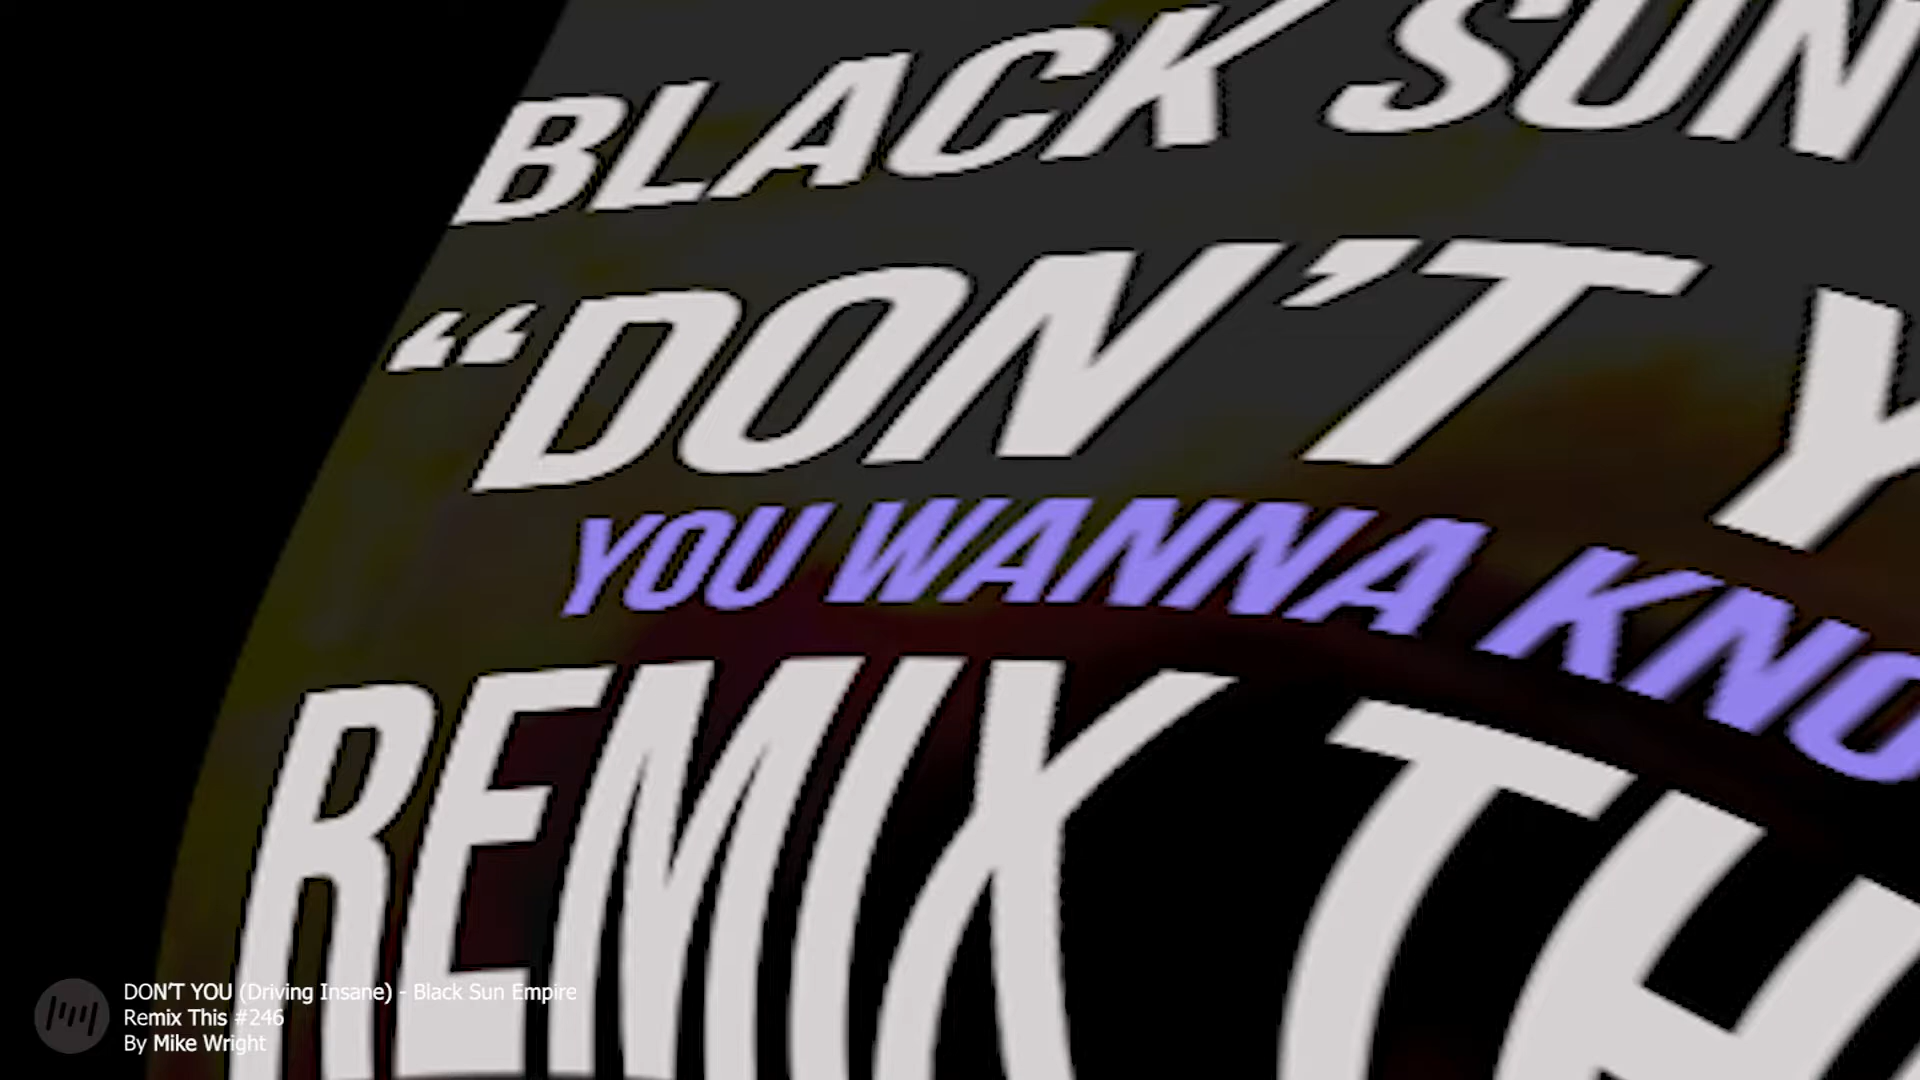 BLACK SUN
“DON’T Y
YOU WANNA KNO
REMIX TH
DON'T YOU (Driving Insane) - Black Sun Empire
Remix This #246
By Mike Wright